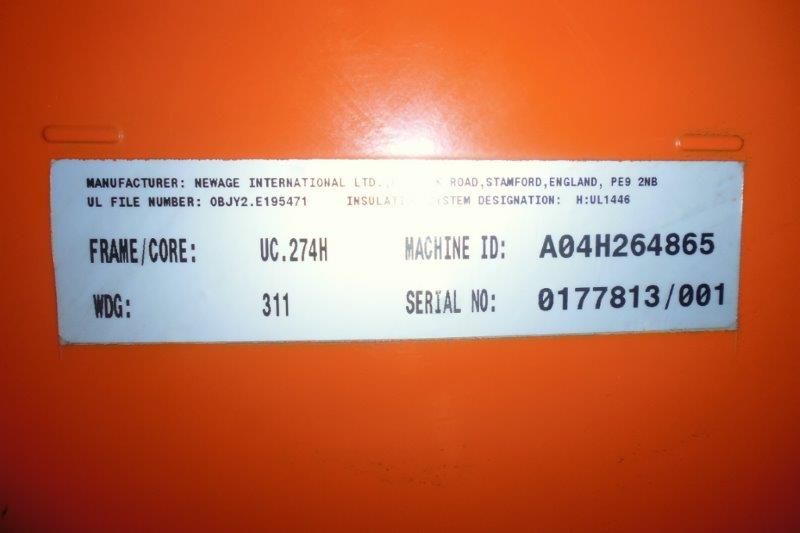 MANUFACTURER: NEWAGE INTERNATIONAL LTD., ROAD,STAMFORD,ENGLAND, PE9 2NB
UL FILE NUMBER: OBJY2.E195471 DESIGNATION: H:UL1446
FRAME/CORE: UC.274H MACHINE ID: A04H264865
WDG: 311 SERIAL NO: 0177813/001